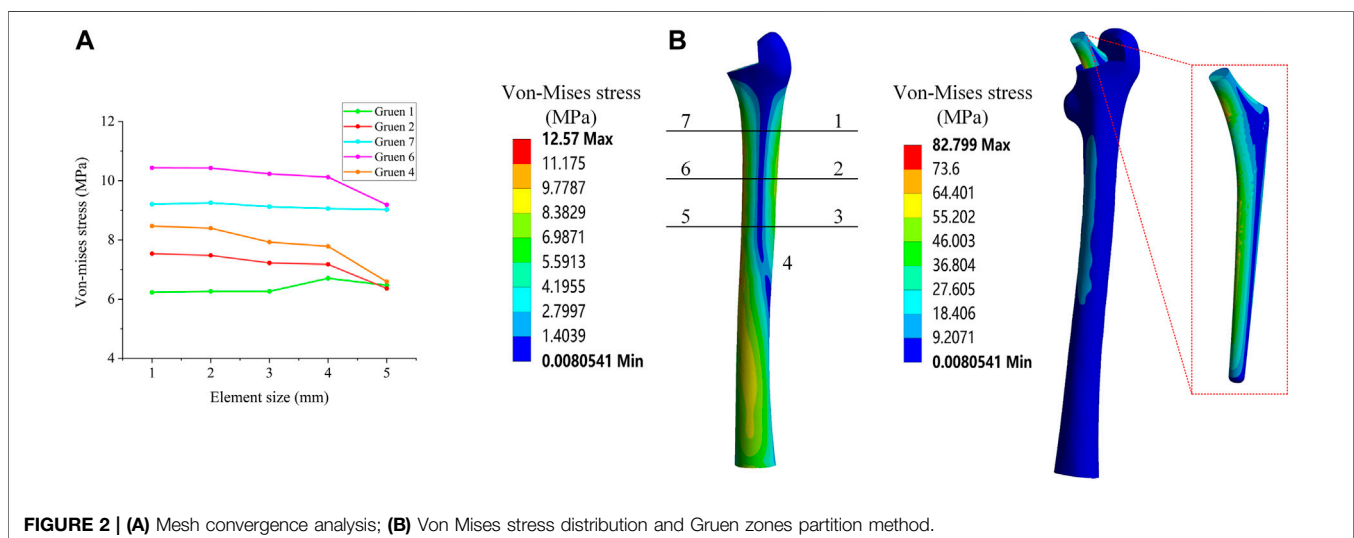 A
Von-mises stress (MPa)
12
10
8
6
4
Gruen 1
Gruen 2
Gruen 7
Gruen 6
Gruen 4
1 2 3 4 5
Element size (mm)
B
Von-Mises stress
(MPa)
12.57 Max
11.175
9.7787
8.3829
6.9871
5.5913
4.1955
2.7997
1.4039
0.0080541 Min
7 1
6 2
5 3
4
Von-Mises stress
(MPa)
82.799 Max
73.6
64.401
55.202
46.003
36.804
27.605
18.406
9.2071
0.0080541 Min
FIGURE 2 | (A) Mesh convergence analysis; (B) Von Mises stress distribution and Gruen zones partition method.